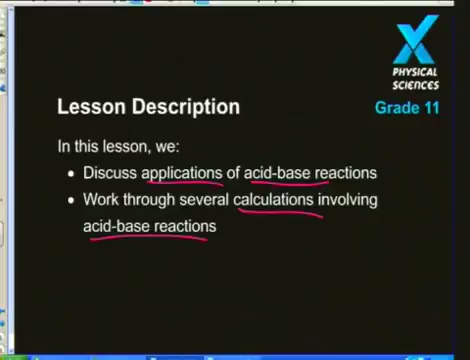 X
PHYSICAL
SCIENCES
Lesson Description
Grade 11
In this lesson, we:
• Discuss applications of acid-base reactions
• Work through several calculations involving
acid-base reactions